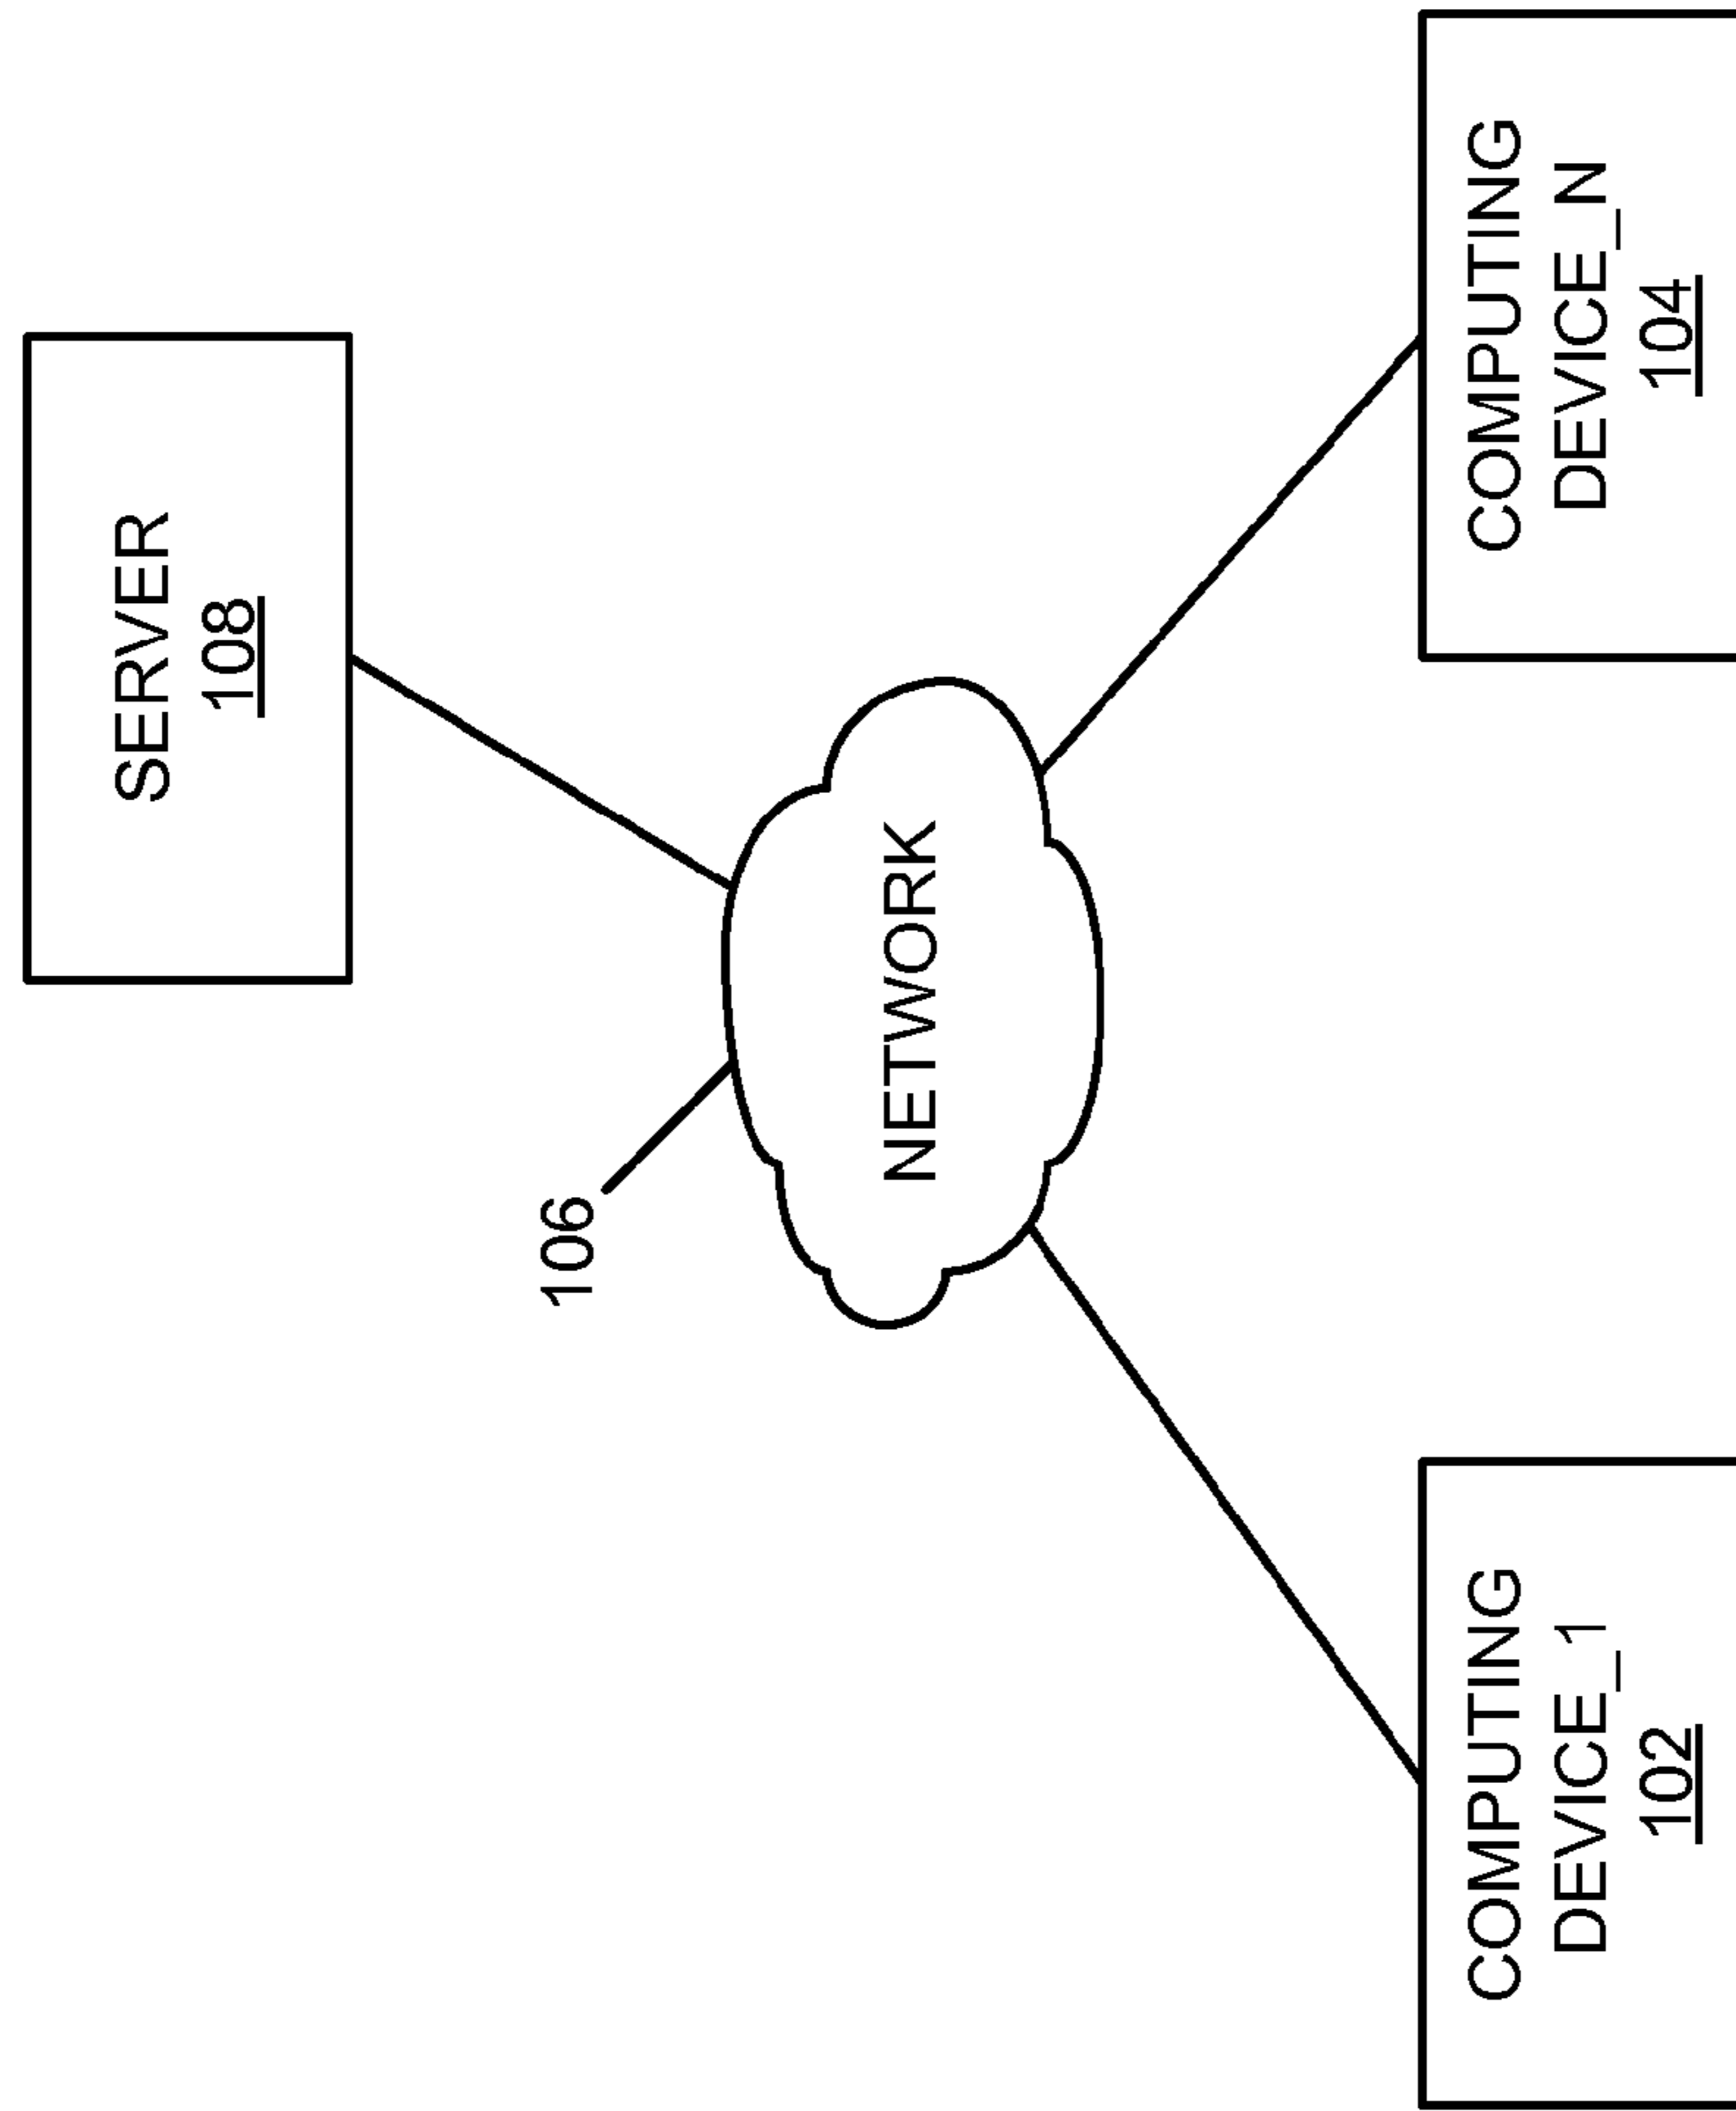 SERVER
108
106
NETWORK
COMPUTING
DEVICE_1
102
COMPUTING
DEVICE_N
104